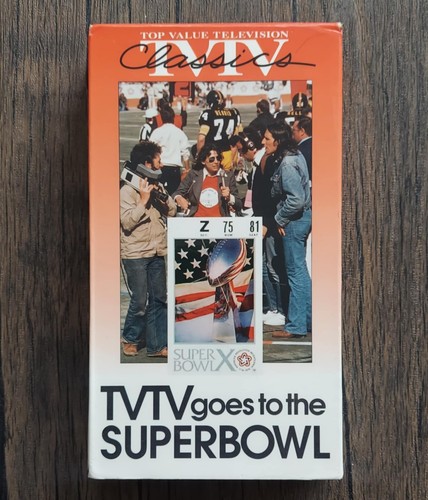 TOP VALUE TELEVISION
TVTV
Classics
74
Z 75 81
SUPER
BOWL X
TVTV goes to the
SUPERBOWL